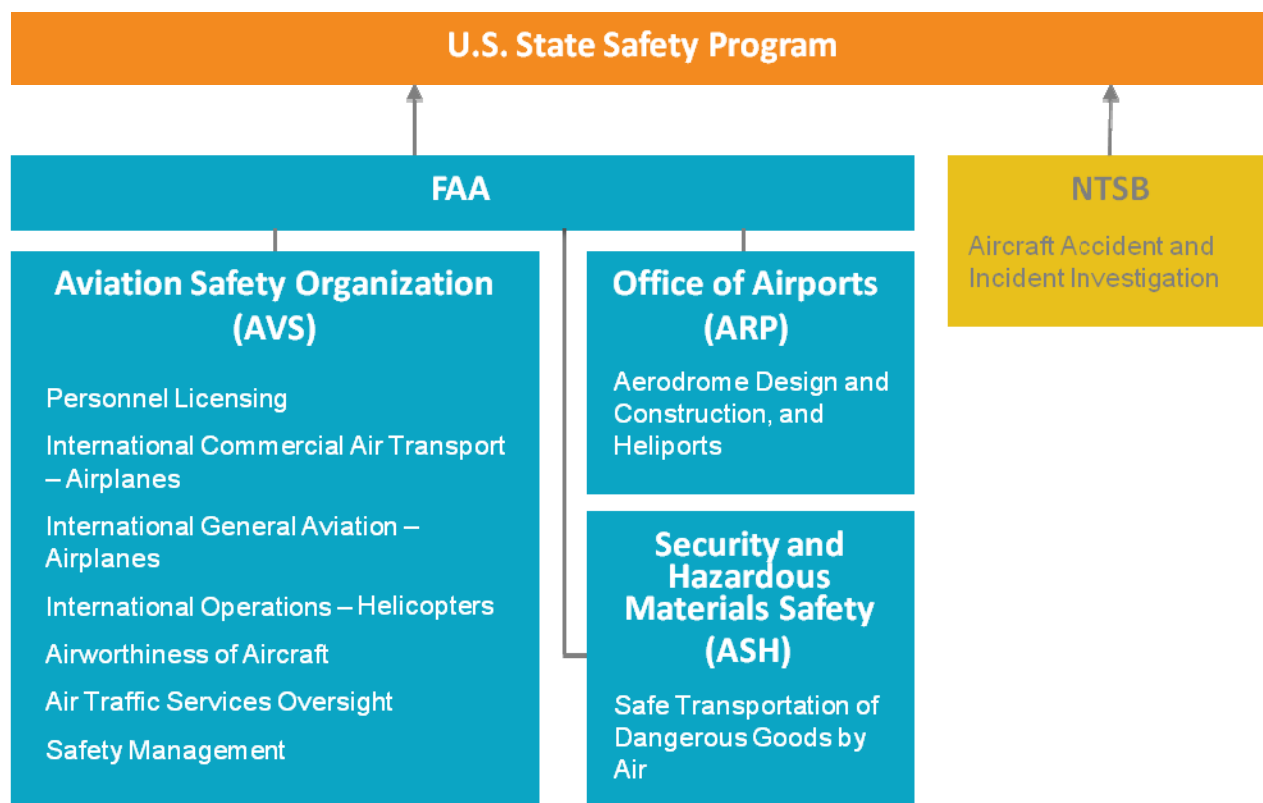 U.S. State Safety Program
FAA
NTSB
Aircraft Accident and
Incident Investigation
Aviation Safety Organization
(AVS)
Personnel Licensing
International Commercial Air Transport
– Airplanes
International General Aviation –
Airplanes
International Operations – Helicopters
Airworthiness of Aircraft
Air Traffic Services Oversight
Safety Management
Office of Airports
(ARP)
Aerodrome Design and
Construction, and
Heliports
Security and
Hazardous
Materials Safety
(ASH)
Safe Transportation of
Dangerous Goods by
Air